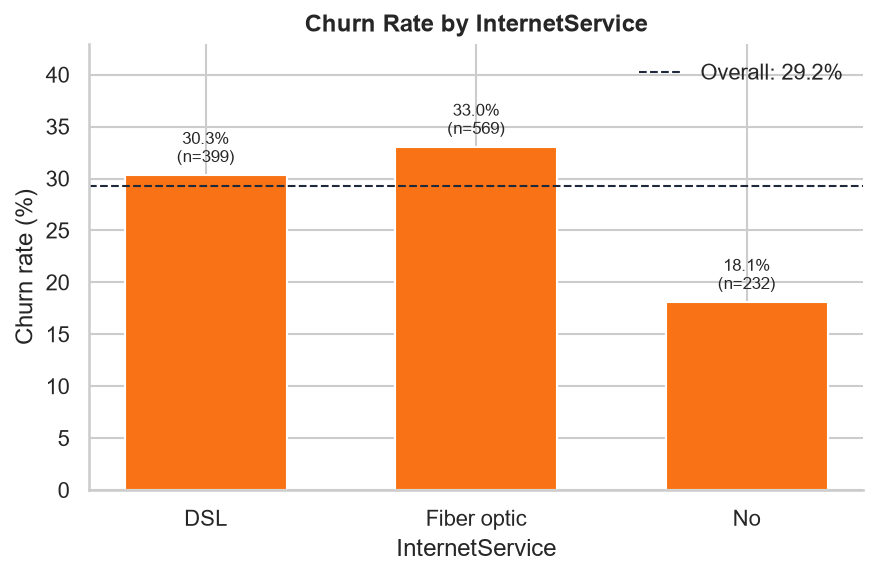 Churn Rate by InternetService
Overall: 29.2%
Churn rate (%)
40
35
30
25
20
15
10
5
0
30.3%
(n=399)
33.0%
(n=569)
18.1%
(n=232)
DSL
Fiber optic
No
InternetService